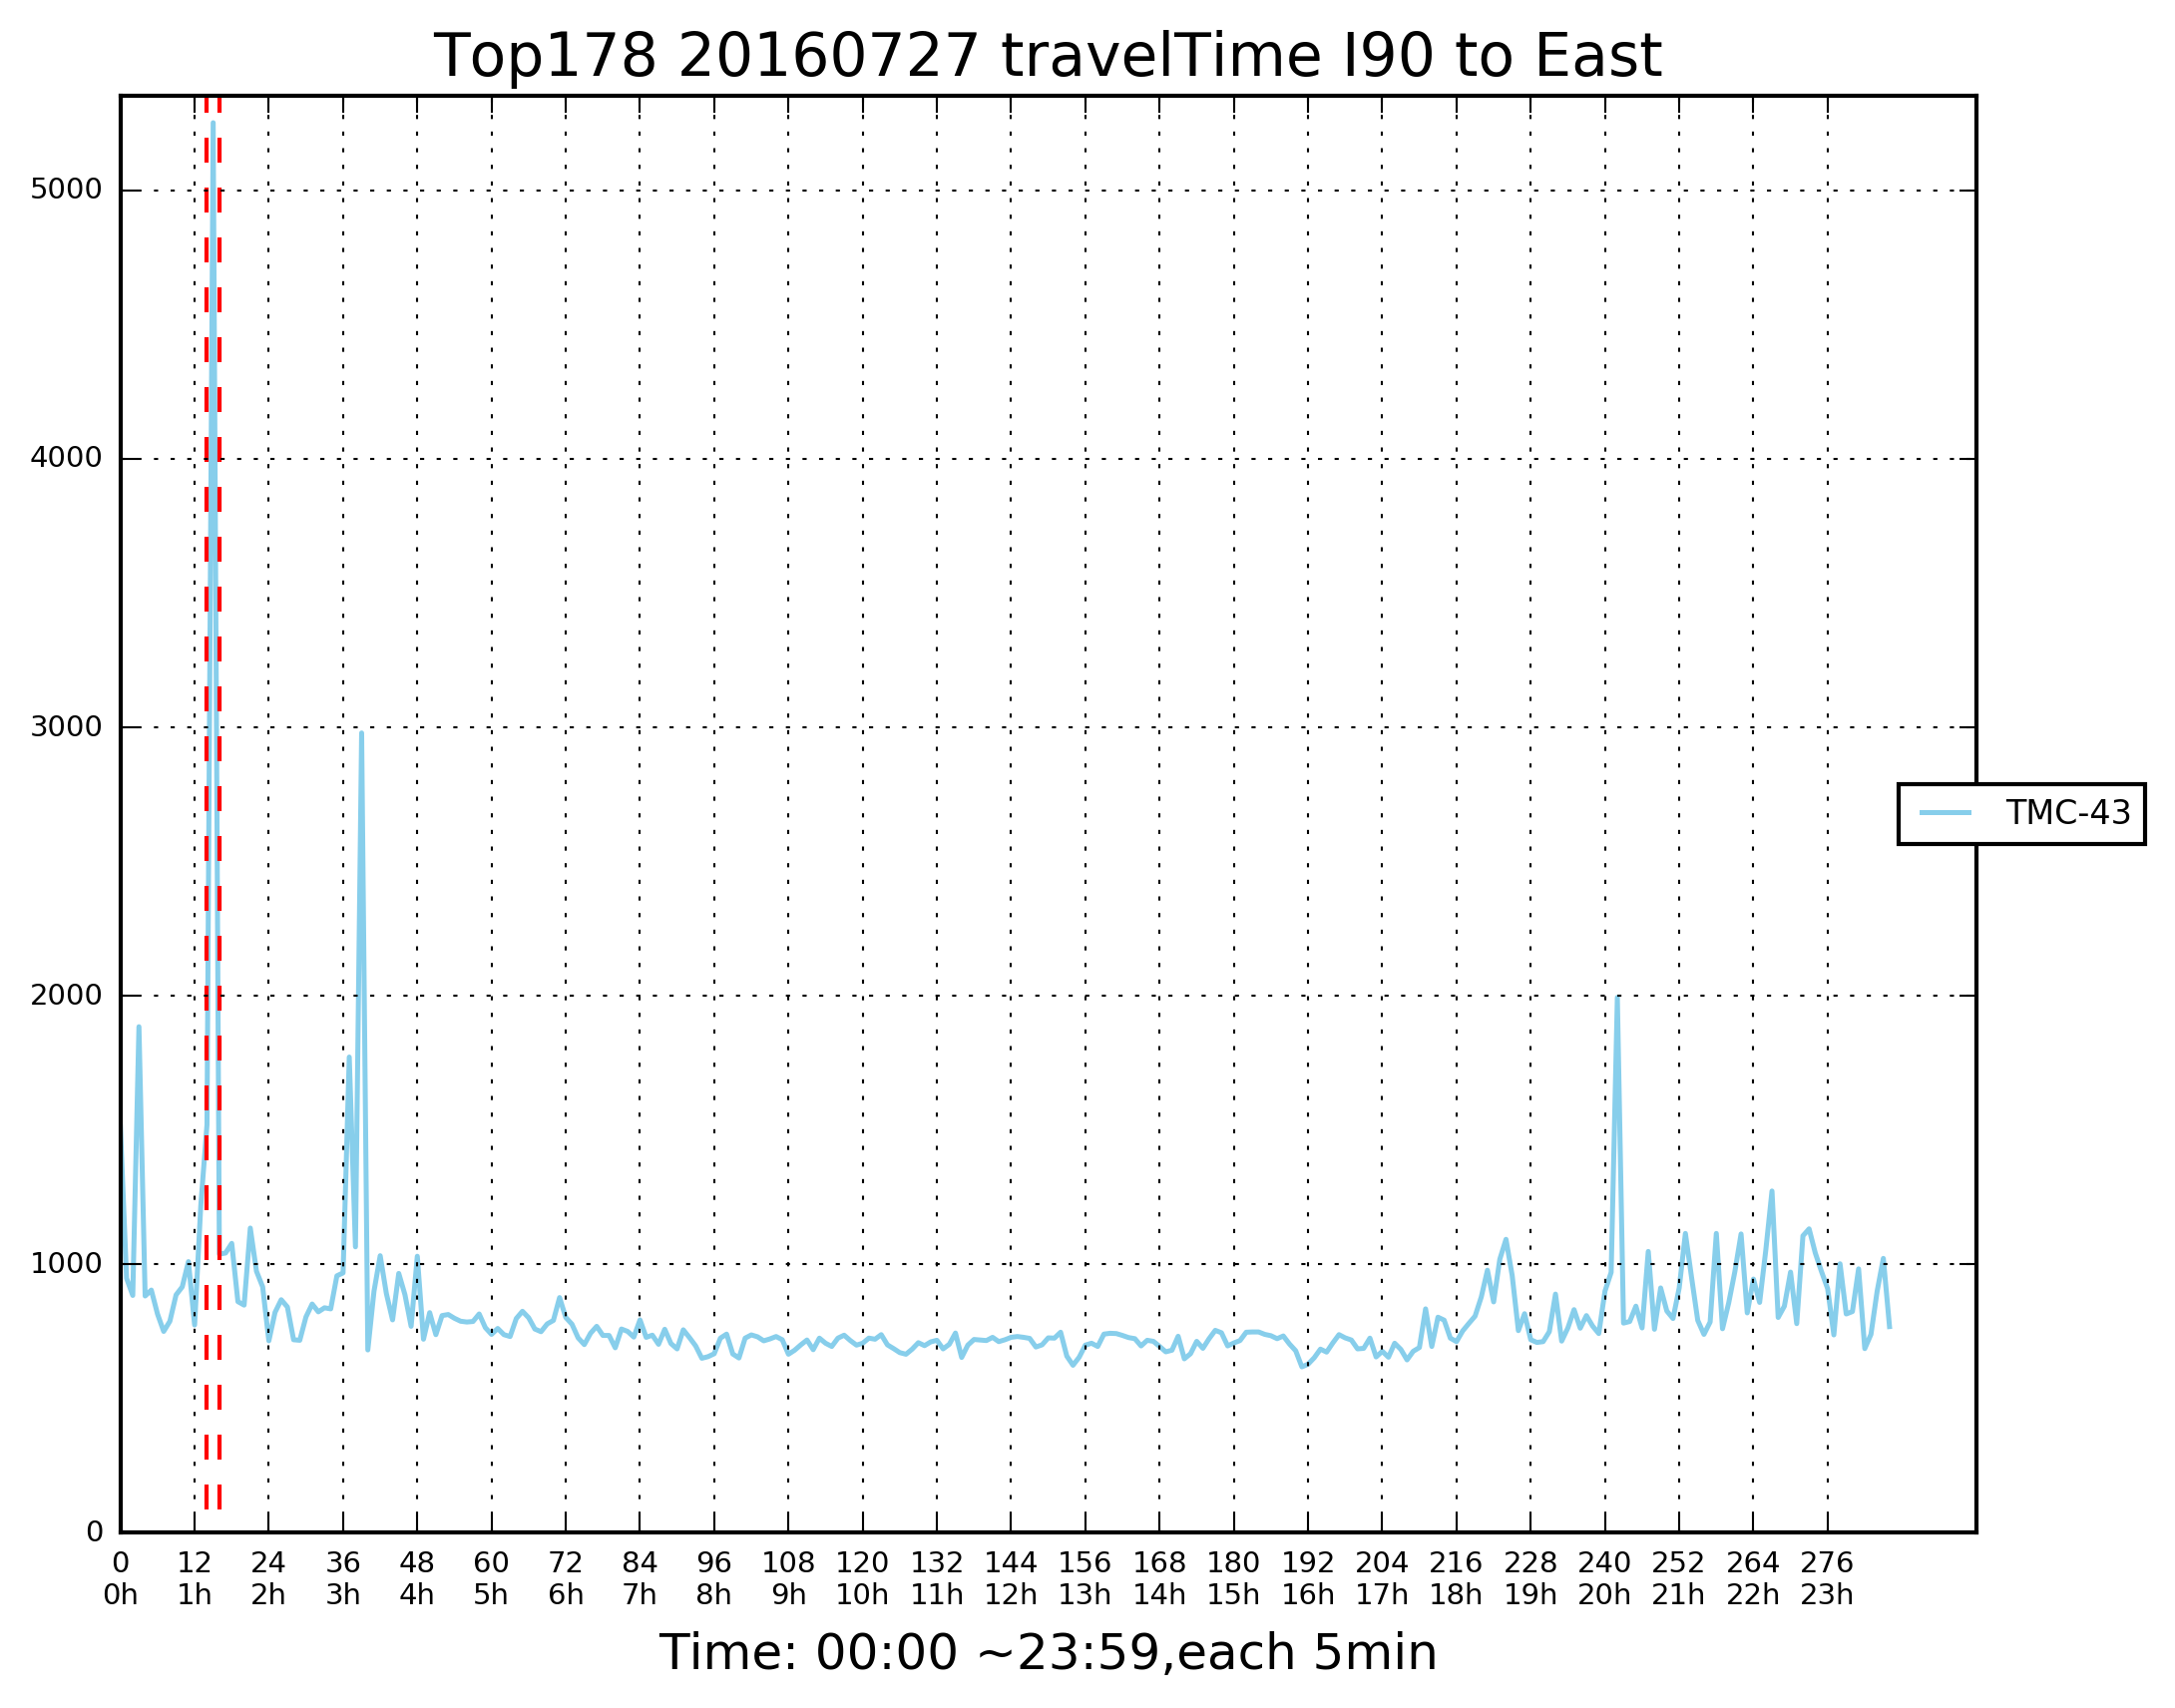 Top178 20160727 travelTime I90 to East
5000
4000
3000
2000
1000
0
TMC-43
0 12 24 36 48 60 72 84 96 108 120 132 144 156 168 180 192 204 216 228 240 252 264 276
0h 1h 2h 3h 4h 5h 6h 7h 8h 9h 10h 11h 12h 13h 14h 15h 16h 17h 18h 19h 20h 21h 22h 23h
Time: 00:00 ~23:59,each 5min